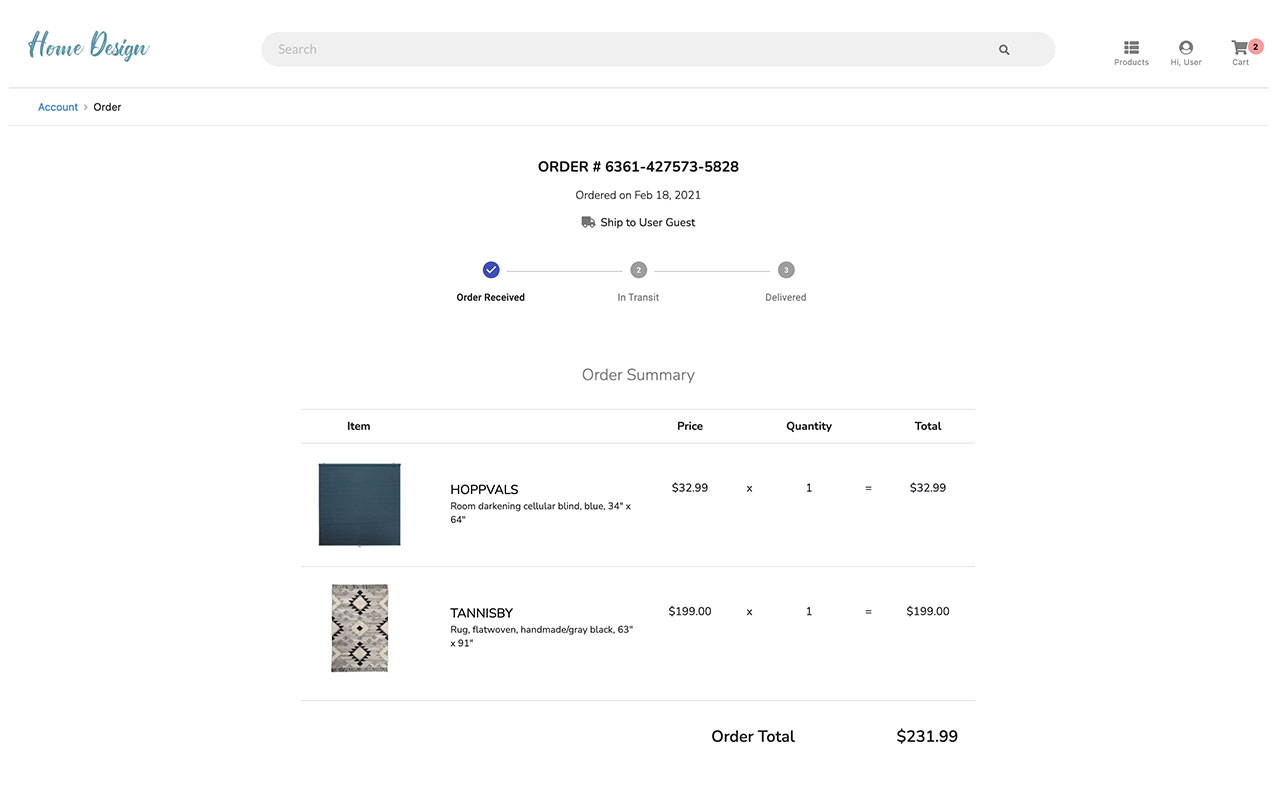 Home Design
Search
2
Products
Hi, User
Cart
Account > Order
ORDER # 6361-427573-5828
Ordered on Feb 18, 2021
Ship to User Guest
2
3
Order Received
In Transit
Delivered
Order Summary
Item Price Quantity Total
HOPPVALS
$32.99 x 1 = $32.99
Room darkening cellular blind, blue, 34" x
64"
TANNISBY
$199.00 x 1 = $199.00
Rug, flatwoven, handmade/gray black, 63"
x 91"
Order Total $231.99